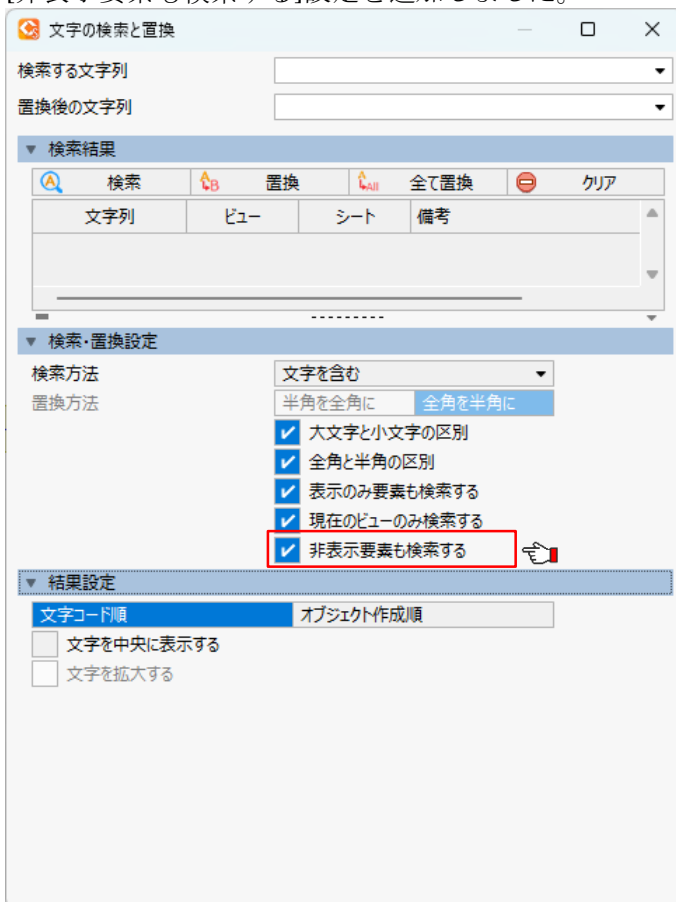 [非表示要素も検索する]設定を追加しました。
文字の検索と置換
検索する文字列
置換後の文字列
検索結果
検索 置換 全て置換 クリア
文字列 ビュー シート 備考
検索・置換設定
検索方法 文字を含む
置換方法 半角を全角に 全角を半角に
大文字と小文字の区別
全角と半角の区別
表示のみ要素も検索する
現在のビューのみ検索する
非表示要素も検索する
結果設定
文字コード順 オブジェクト作成順
文字を中央に表示する
文字を拡大する